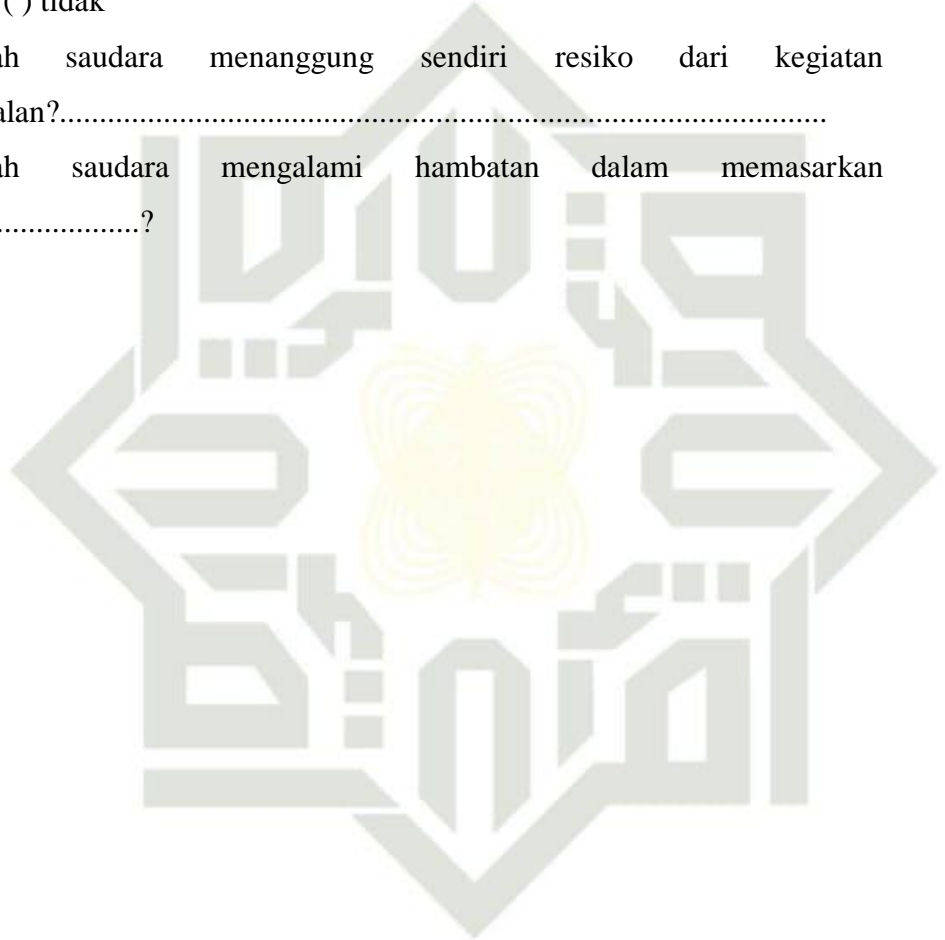 ( ) tidak
ah saudara menanggung sendiri resiko dari kegiatan
alan?................................................................................................
ah saudara mengalami hambatan dalam memasarkan
..................?